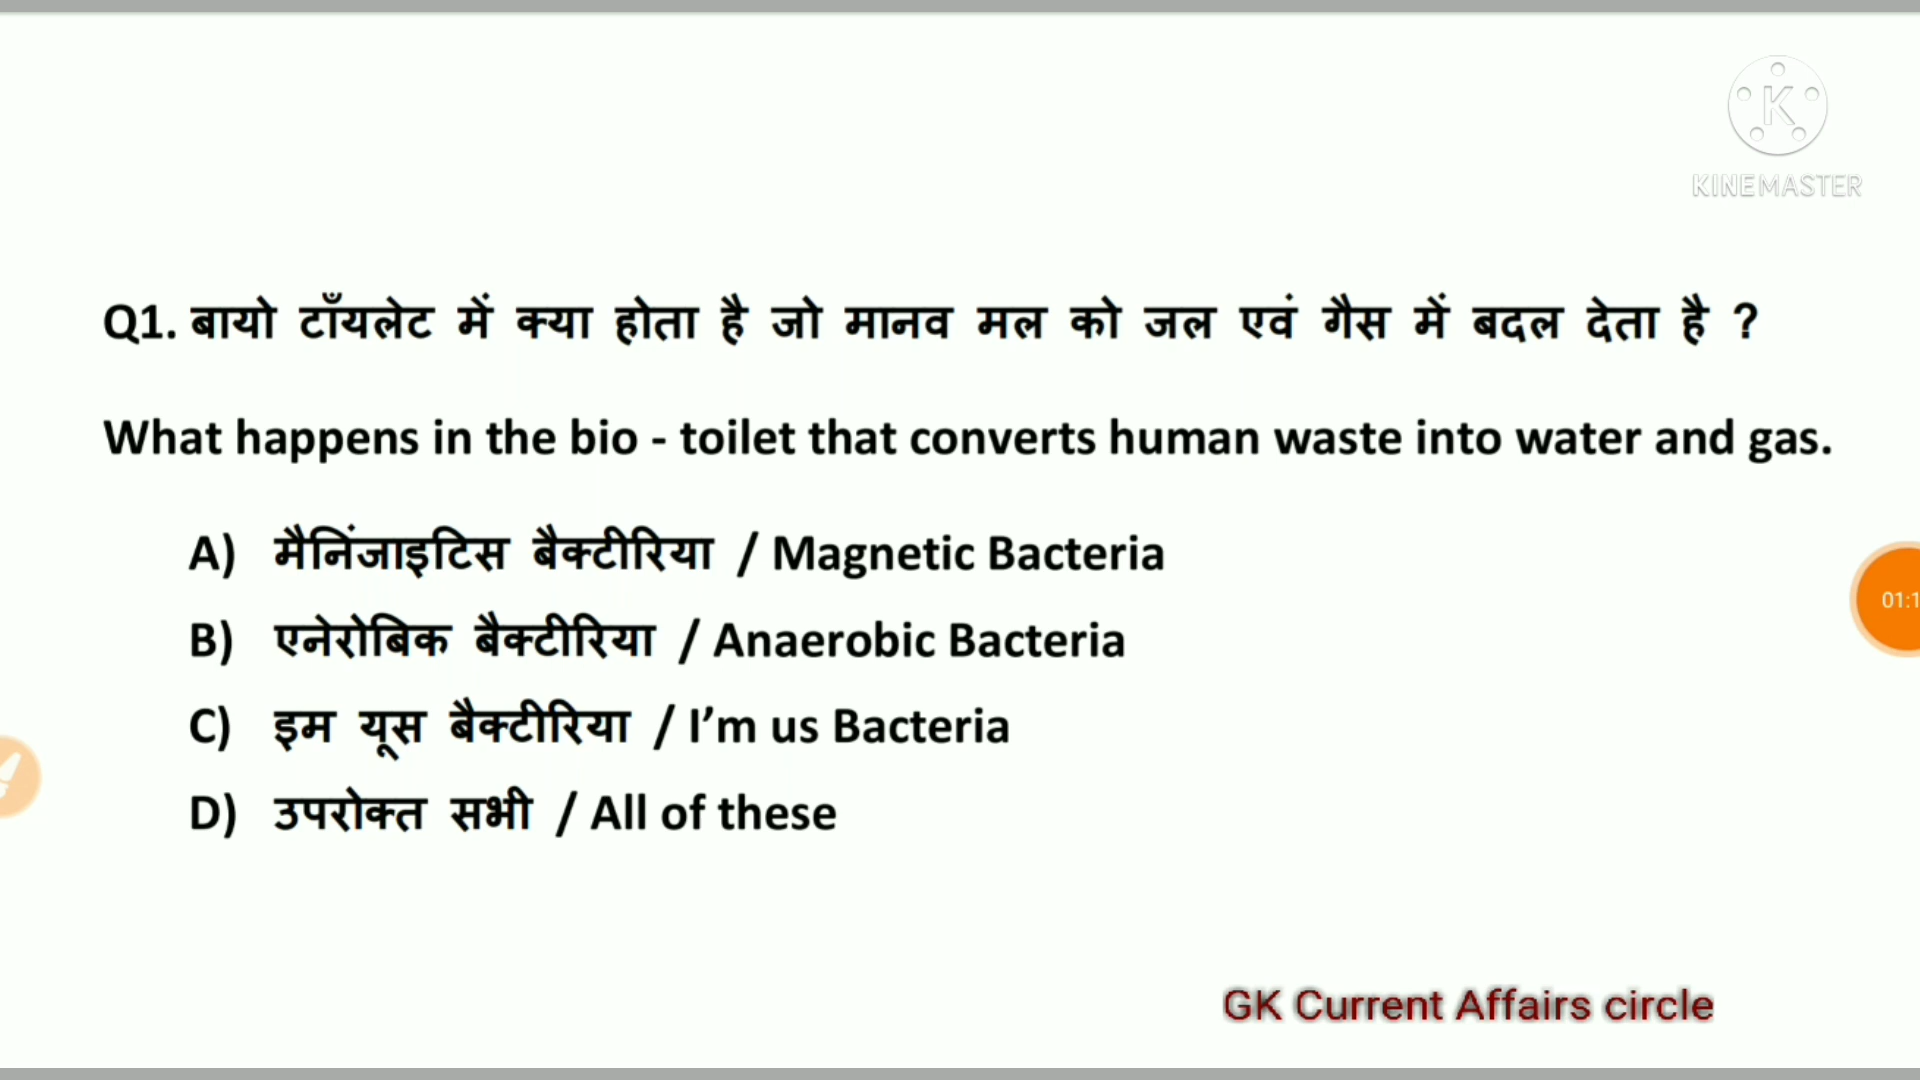 KINEMASTER
Q1. बायो टॉयलेट में क्या होता है जो मानव मल को जल एवं गैस में बदल देता है ?
What happens in the bio - toilet that converts human waste into water and gas.
A) मैनिंजाइटिस बैक्टीरिया / Magnetic Bacteria
B) एनेरोबिक बैक्टीरिया / Anaerobic Bacteria
C) इम यूस बैक्टीरिया / I’m us Bacteria
D) उपरोक्त सभी / All of these
GK Current Affairs circle